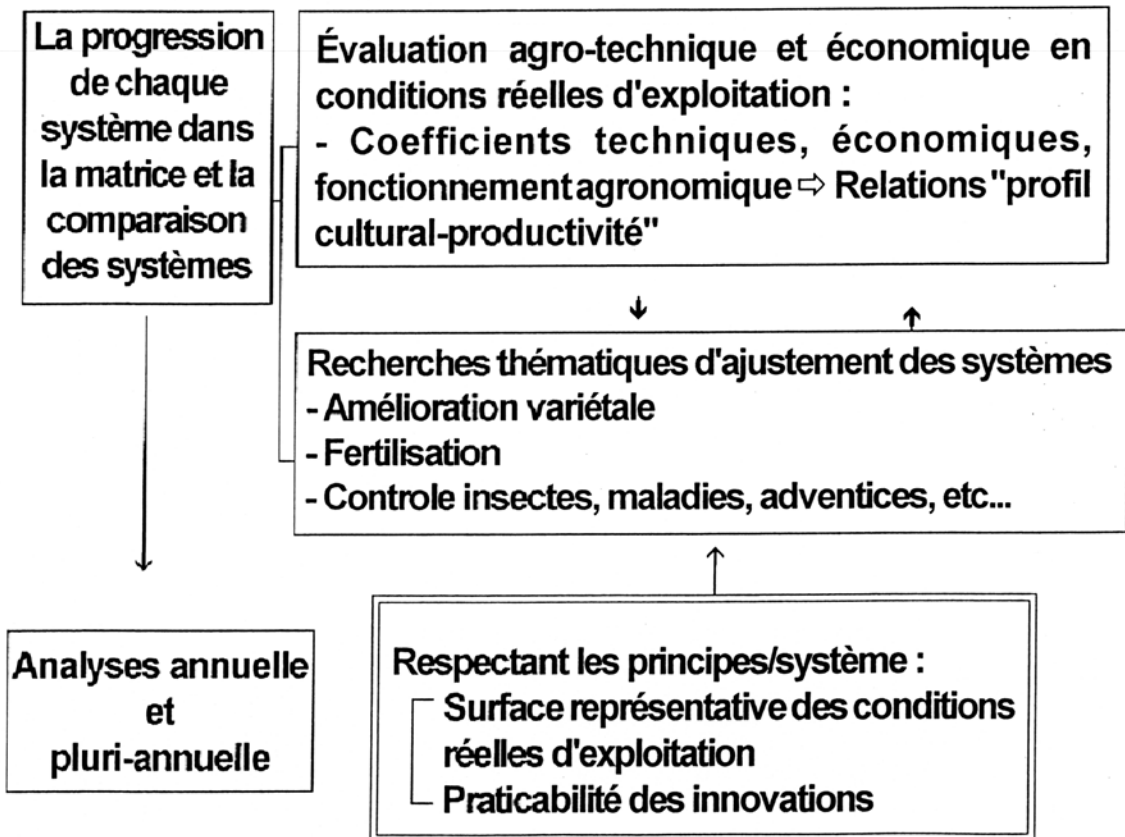 La progression
de chaque
système dans
la matrice et la
comparaison
des systèmes
Évaluation agro-technique et économique en
conditions réelles d'exploitation :
- Coefficients techniques, économiques,
fonctionnement agronomique ⇨ Relations "profil
cultural-productivité"
Recherches thématiques d'ajustement des systèmes
- Amélioration variétale
- Fertilisation
- Controle insectes, maladies, adventices, etc...
Analyses annuelle
et
pluri-annuelle
Respectant les principes/système :
Surface représentative des conditions
réelles d'exploitation
Praticabilité des innovations